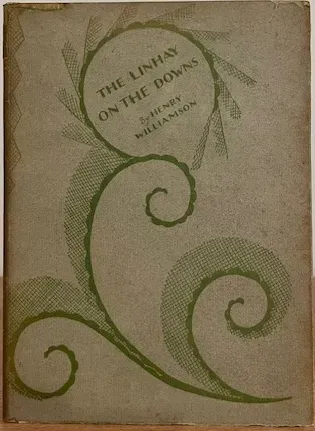 THE LINHAY
ON THE DOWNS
By HENRY
WILLIAMSON